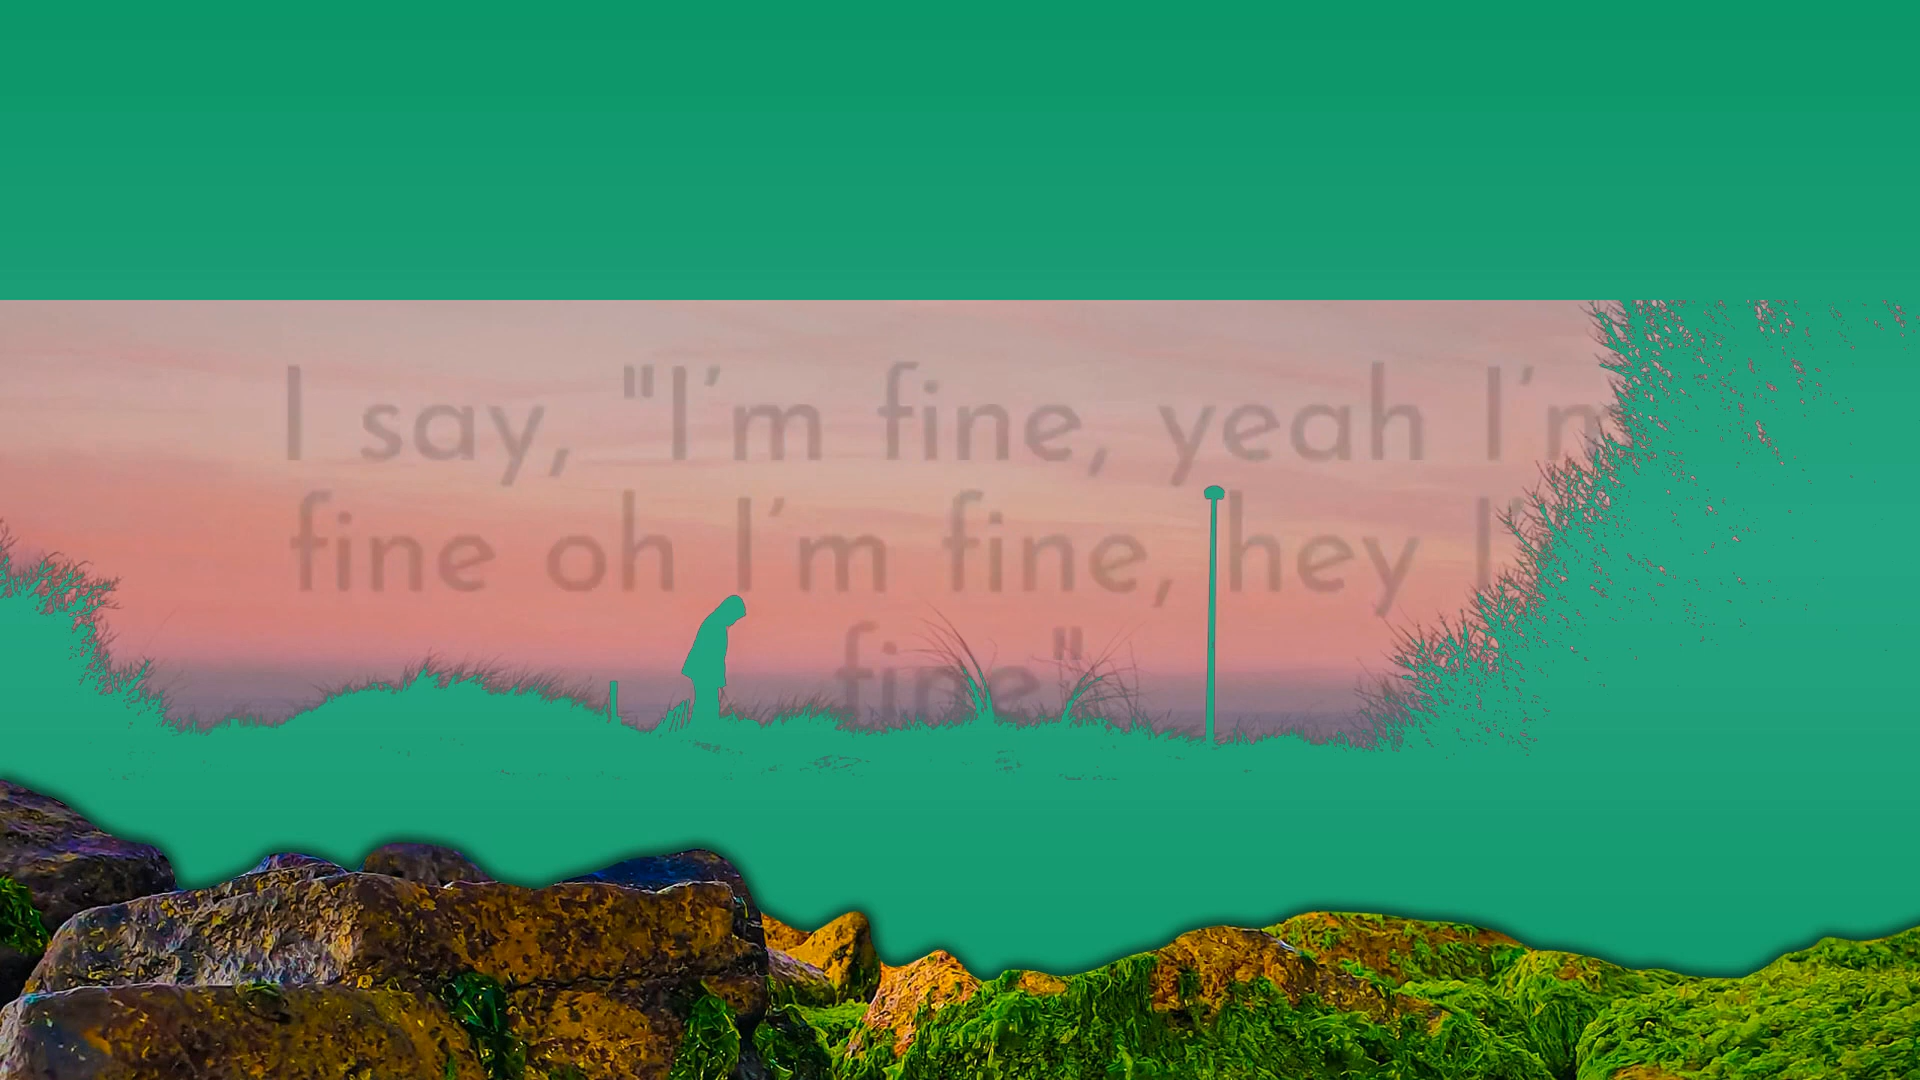 I say, "I'm fine, yeah I'm
fine oh I'm fine, hey I'
fine"